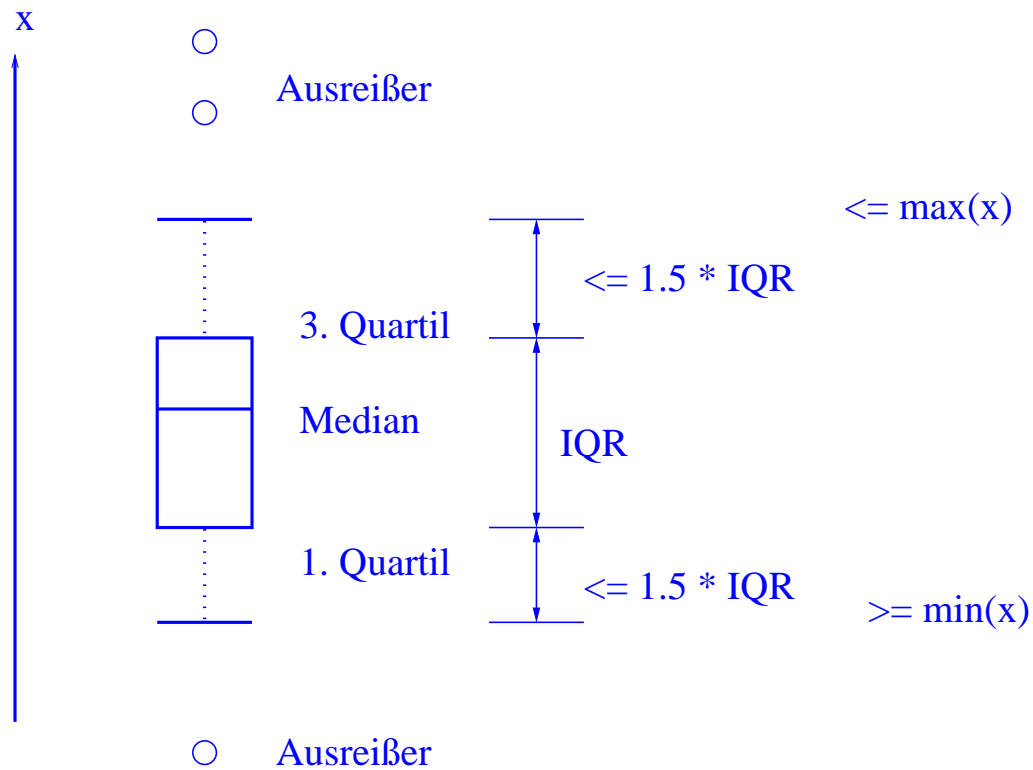 x
Ausreißer
<= max(x)
<= 1.5 * IQR
3. Quartil
Median
IQR
1. Quartil
<= 1.5 * IQR
>= min(x)
Ausreißer